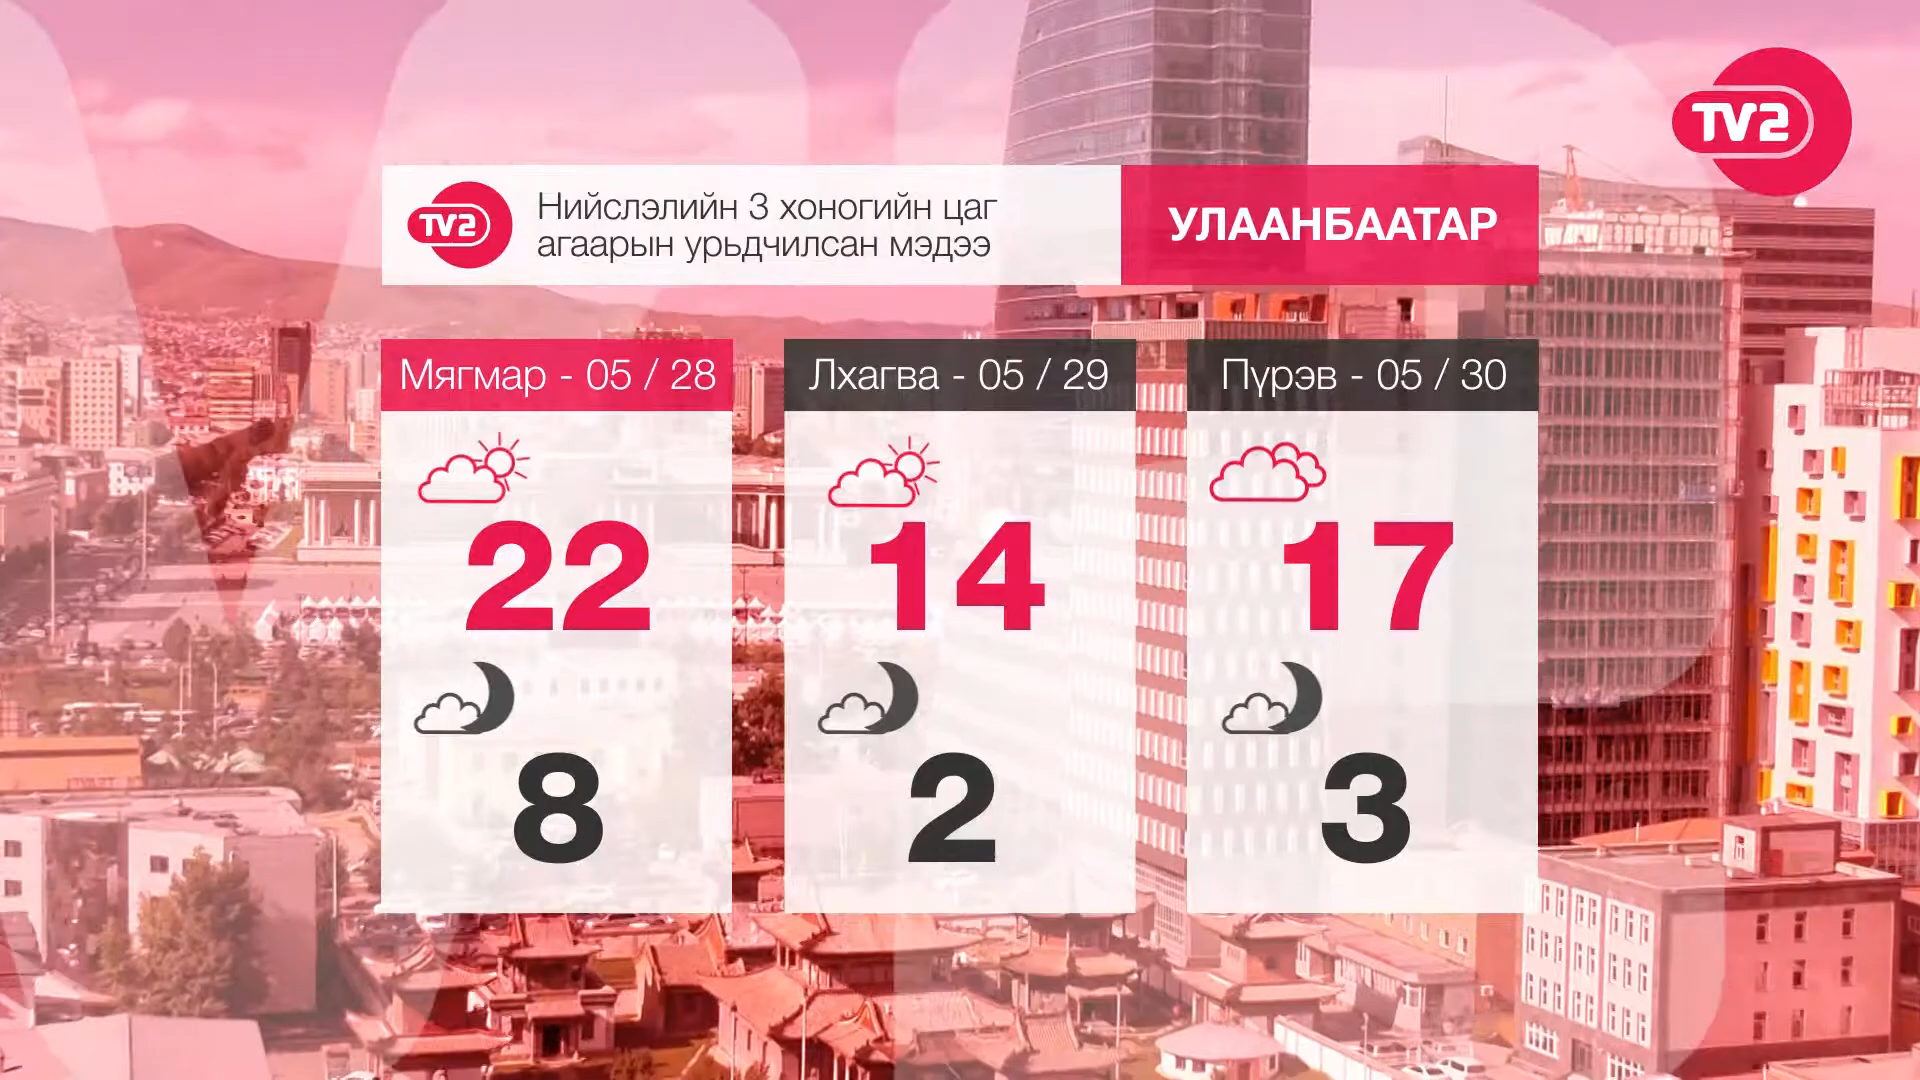 TV2
TV2
Нийслэлийн 3 хоногийн цаг
агаарын урьдчилсан мэдээ
УЛААНБААТАР
Мягмар - 05 / 28
22
8
Лхагва - 05 / 29
14
2
Пүрэв - 05 / 30
17
3